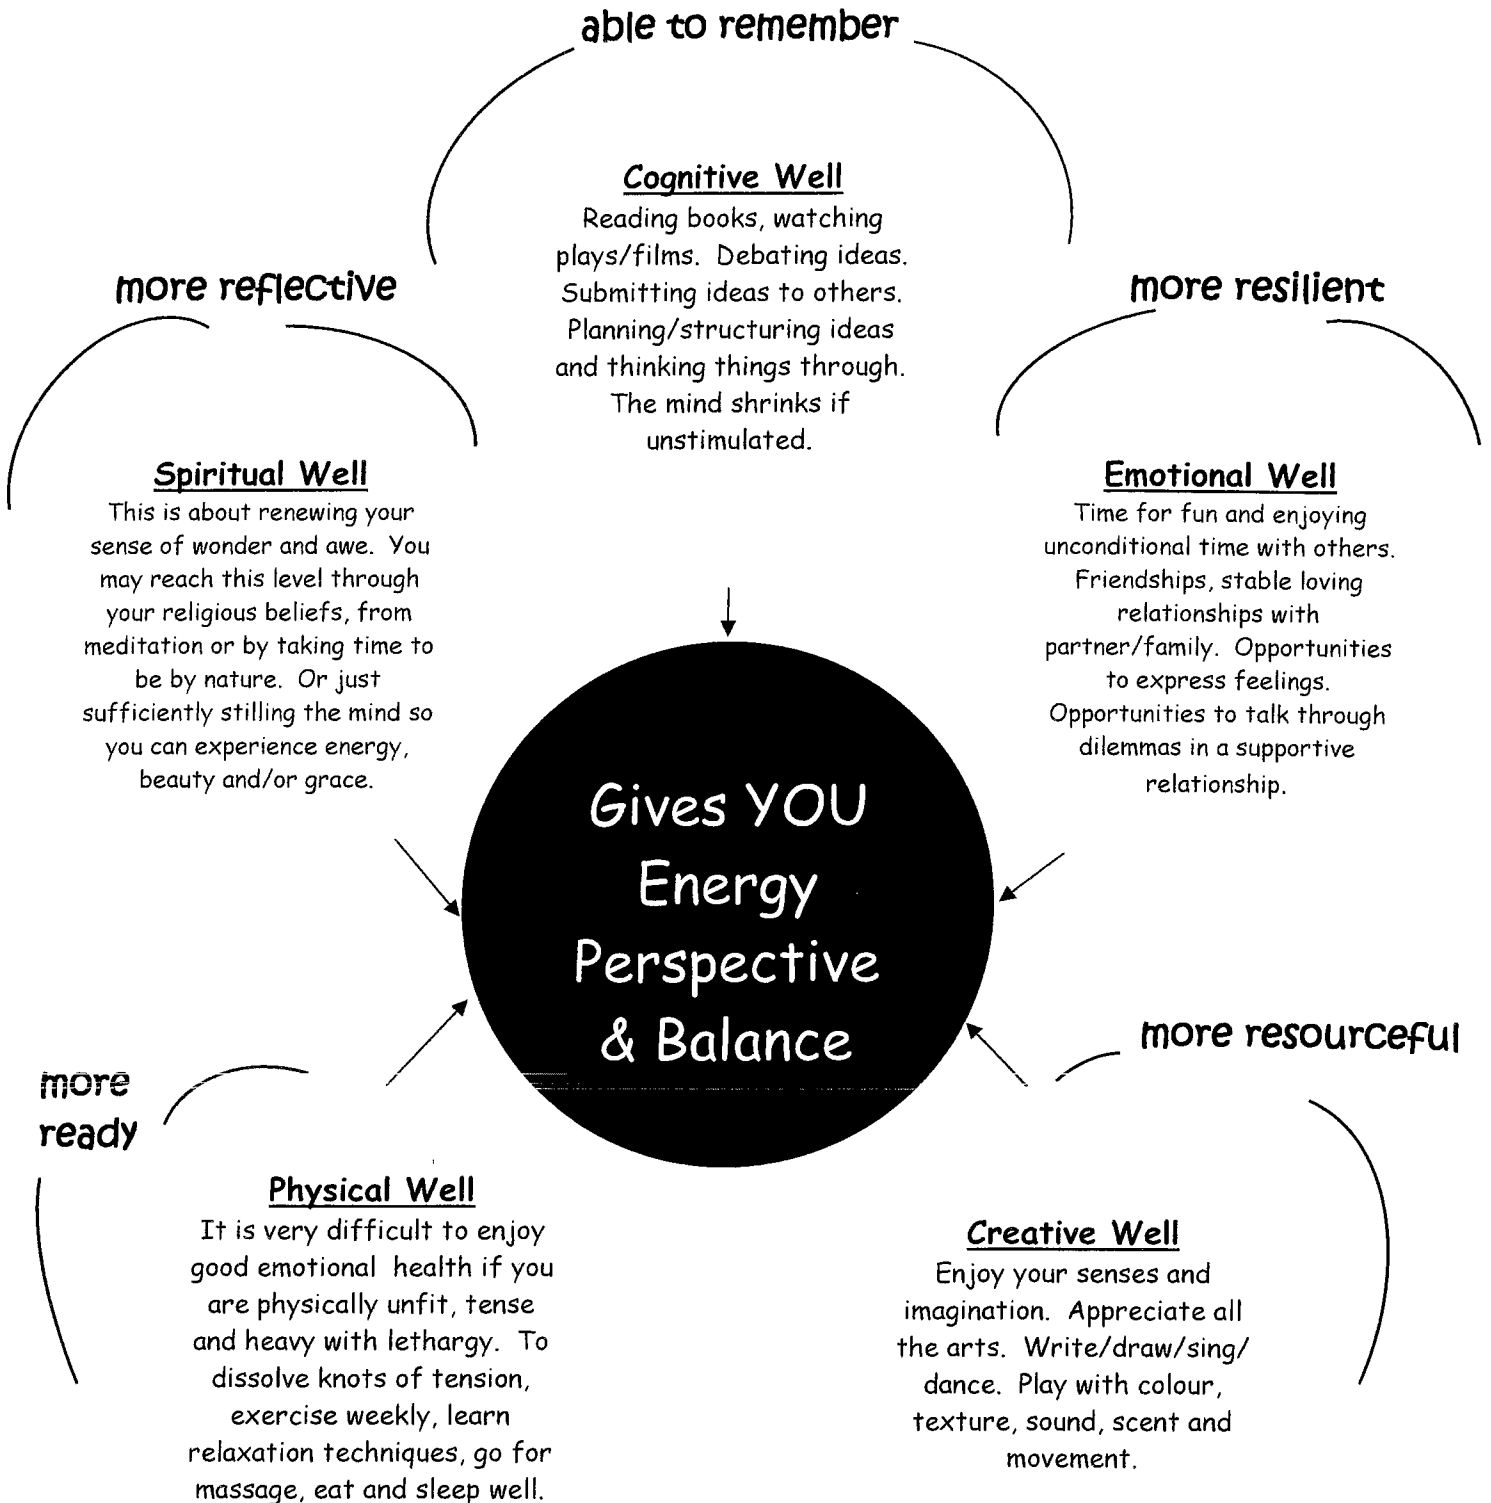 able to remember
Cognitive Well
Reading books, watching
plays/films. Debating ideas.
Submitting ideas to others.
Planning/structuring ideas
and thinking things through.
The mind shrinks if
unstimulated.
more reflective
Spiritual Well
This is about renewing your
sense of wonder and awe. You
may reach this level through
your religious beliefs, from
meditation or by taking time to
be by nature. Or just
sufficiently stilling the mind so
you can experience energy,
beauty and/or grace.
more resilient
Emotional Well
Time for fun and enjoying
unconditional time with others.
Friendships, stable loving
relationships with
partner/family. Opportunities
to express feelings.
Opportunities to talk through
dilemmas in a supportive
relationship.
Gives YOU
Energy
Perspective
& Balance
more
ready
Physical Well
It is very difficult to enjoy
good emotional health if you
are physically unfit, tense
and heavy with lethargy. To
dissolve knots of tension,
exercise weekly, learn
relaxation techniques, go for
massage, eat and sleep well.
more resourceful
Creative Well
Enjoy your senses and
imagination. Appreciate all
the arts. Write/draw/sing/
dance. Play with colour,
texture, sound, scent and
movement.